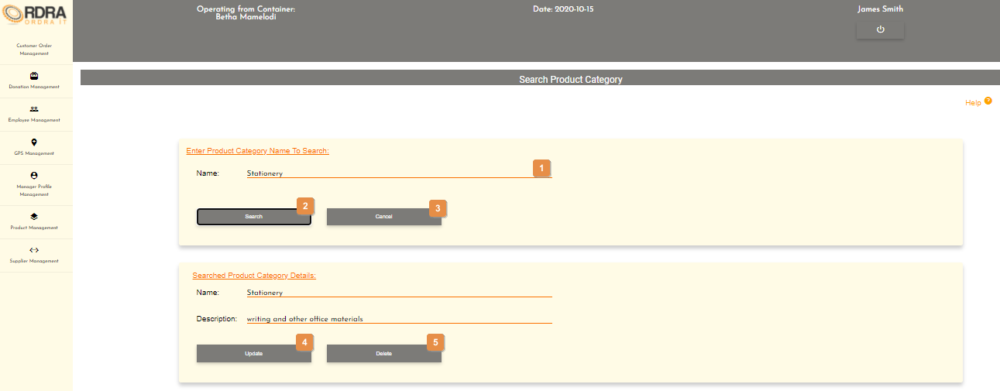 RDRA
ORDRA IT
Customer Order
Management
Donation Management
Employee Management
GPS Management
Manager Profile
Management
Product Management
Supplier Management
Operating from Container:
Betha Mamelodi
Date: 2020-10-15
James Smith
Search Product Category
Help ?
Enter Product Category Name To Search:
Name: Stationery 1
Search 2 Cancel 3
Searched Product Category Details:
Name: Stationery
Description: writing and other office materials
Update 4 Delete 5